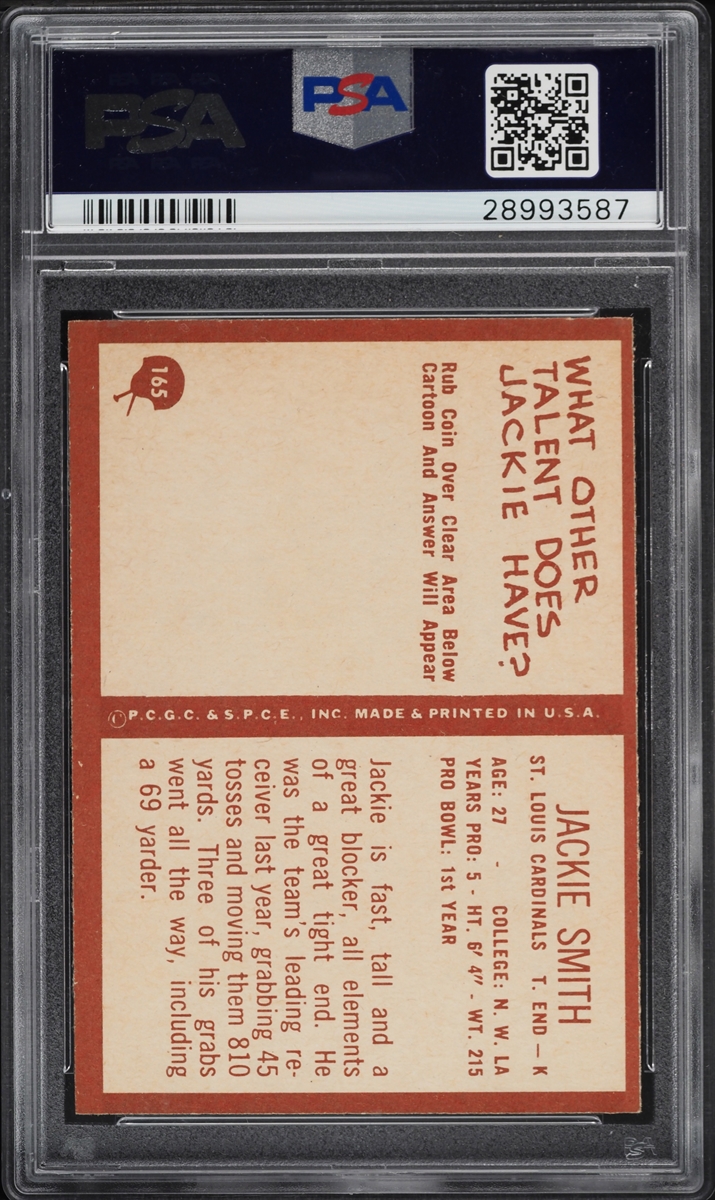 PSA
PSA
28993587
WHAT OTHER
TALENT DOES
JACKIE HAVE?
Rub Coin Over Clear Area Below
Cartoon And Answer Will Appear
165
©P.C.G.C. & S.P.C.E., INC. MADE & PRINTED IN U.S.A.
JACKIE SMITH
ST. LOUIS CARDINALS T. END — K
AGE: 27 - COLLEGE: N. W. LA
YEARS PRO: 5 - HT. 6' 4" - WT. 215
PRO BOWL: 1st YEAR
Jackie is fast, tall and a
great blocker, all elements
of a great tight end. He
was the team's leading re-
ceiver last year, grabbing 45
tosses and moving them 810
yards. Three of his grabs
went all the way, including
a 69 yarder.